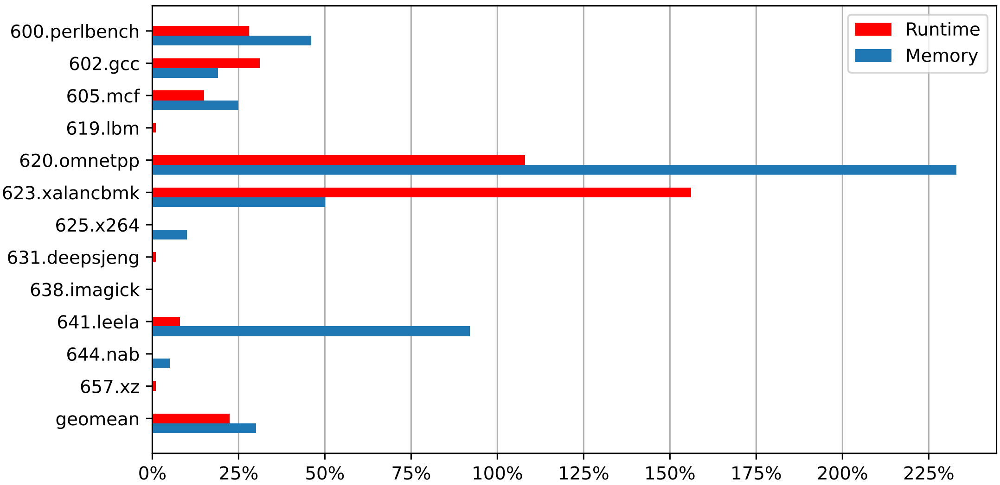 600.perlbench
602.gcc
605.mcf
619.lbm
620.omnetpp
623.xalancbmk
625.x264
631.deepsjeng
638.imagick
641.leela
644.nab
657.xz
geomean
Runtime
Memory
0% 25% 50% 75% 100% 125% 150% 175% 200% 225%